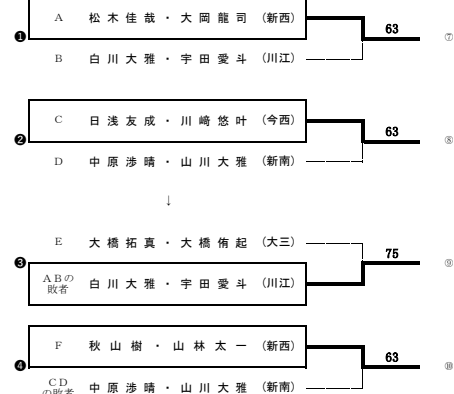 A 松木佳哉・大岡龍司 (新西) 63
❶ ⑦
B 白川大雅・宇田愛斗 (川江)
C 日浅友成・川﨑悠叶 (今西) 63
❷ ⑧
D 中原渉晴・山川大雅 (新南)
↓
E 大橋拓真・大橋侑起 (大三) 75
❸ ⑨
ABの敗者 白川大雅・宇田愛斗 (川江)
F 秋山樹・山林太一 (新西) 63
❹ ⑩
CDの敗者 中原渉晴・山川大雅 (新南)